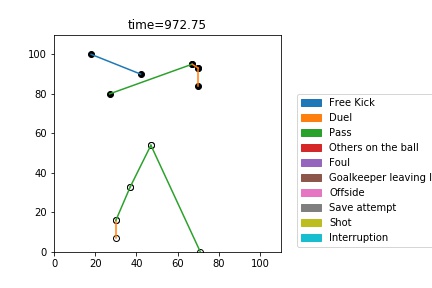 time=972.75
100
80
60
40
20
0
0 20 40 60 80 100
Free Kick
Duel
Pass
Others on the ball
Foul
Goalkeeper leaving l
Offside
Save attempt
Shot
Interruption